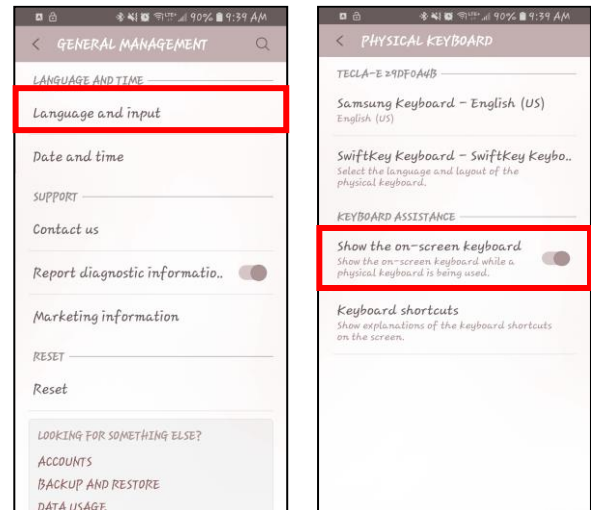 90% 9:39 AM
< GENERAL MANAGEMENT
LANGUAGE AND TIME
Language and input
Date and time
SUPPORT
Contact us
Report diagnostic informatio..
Marketing information
RESET
Reset
LOOKING FOR SOMETHING ELSE?
ACCOUNTS
BACKUP AND RESTORE
DATA USAGE
90% 9:39 AM
< PHYSICAL KEYBOARD
TECLA-E 29DF0A4B
Samsung Keyboard – English (US)
English (US)
SwiftKey Keyboard – SwiftKey Keybo..
Select the language and layout of the
physical keyboard.
KEYBOARD ASSISTANCE
Show the on-screen keyboard
Show the on-screen keyboard while a
physical keyboard is being used.
Keyboard shortcuts
Show explanations of the keyboard shortcuts
on the screen.